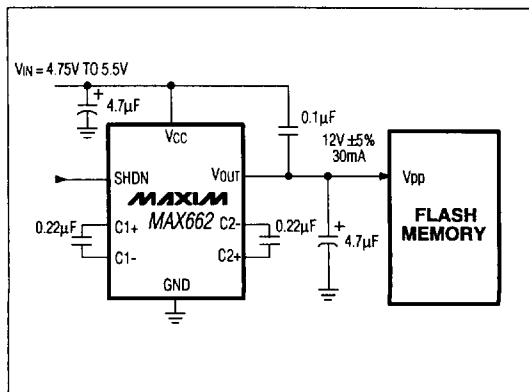 VIN = 4.75V TO 5.5V
+
4.7µF
0.1µF
12V ±5%
30mA
VCC
VOUT
Vpp
SHDN
MAXIM
MAX662
FLASH
MEMORY
0.22µF
C1+
C2-
0.22µF
+
4.7µF
C1-
C2+
GND